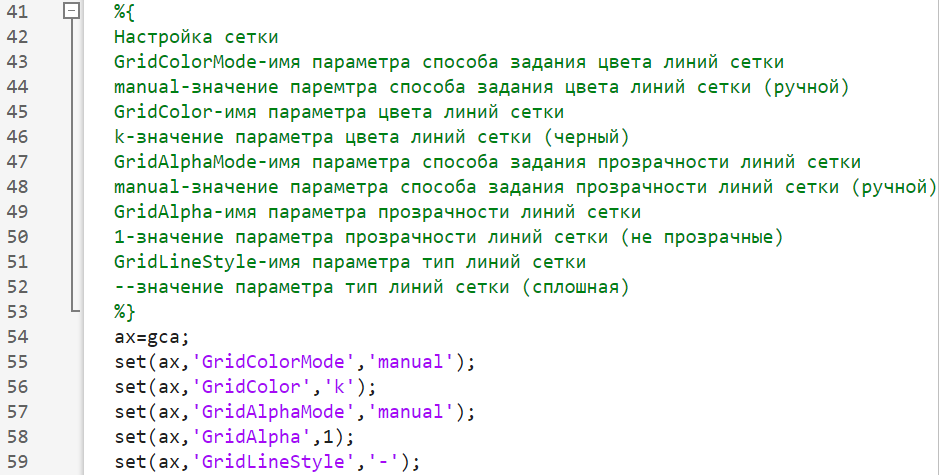 41 %{
42 Настройка сетки
43 GridColorMode-имя параметра способа задания цвета линий сетки
44 manual-значение паремтра способа задания цвета линий сетки (ручной)
45 GridColor-имя параметра цвета линий сетки
46 k-значение параметра цвета линий сетки (черный)
47 GridAlphaMode-имя параметра способа задания прозрачности линий сетки
48 manual-значение параметра способа задания прозрачности линий сетки (ручной)
49 GridAlpha-имя параметра прозрачности линий сетки
50 1-значение параметра прозрачности линий сетки (не прозрачные)
51 GridLineStyle-имя параметра тип линий сетки
52 --значение параметра тип линий сетки (сплошная)
53 %}
54 ax=gca;
55 set(ax,'GridColorMode','manual');
56 set(ax,'GridColor','k');
57 set(ax,'GridAlphaMode','manual');
58 set(ax,'GridAlpha',1);
59 set(ax,'GridLineStyle','-');